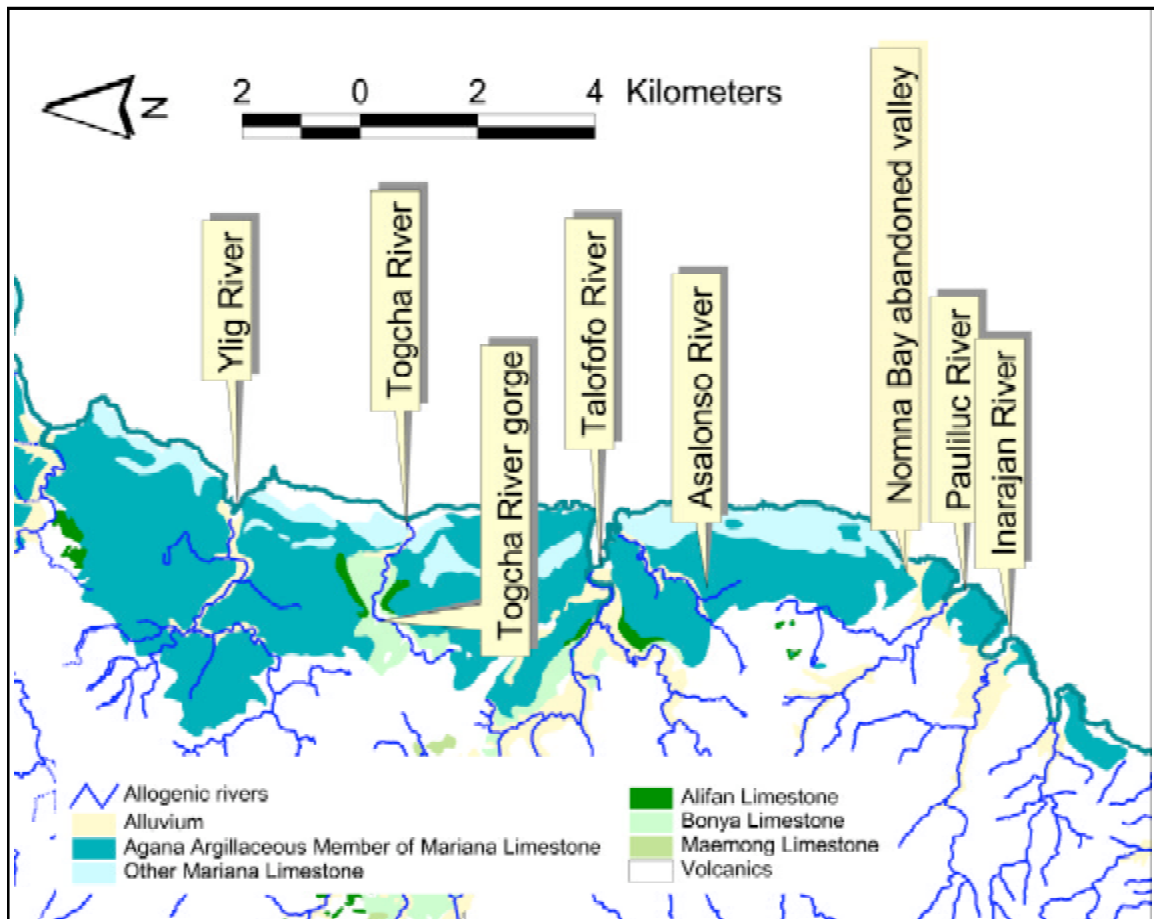 N
2 0 2 4 Kilometers
Ylig River
Togcha River
Togcha River gorge
Talofofo River
Asalonso River
Nomna Bay abandoned valley
Pauliluc River
Inarajan River
Allogenic rivers
Alluvium
Agana Argillaceous Member of Mariana Limestone
Other Mariana Limestone
Alifan Limestone
Bonya Limestone
Maemong Limestone
Volcanics